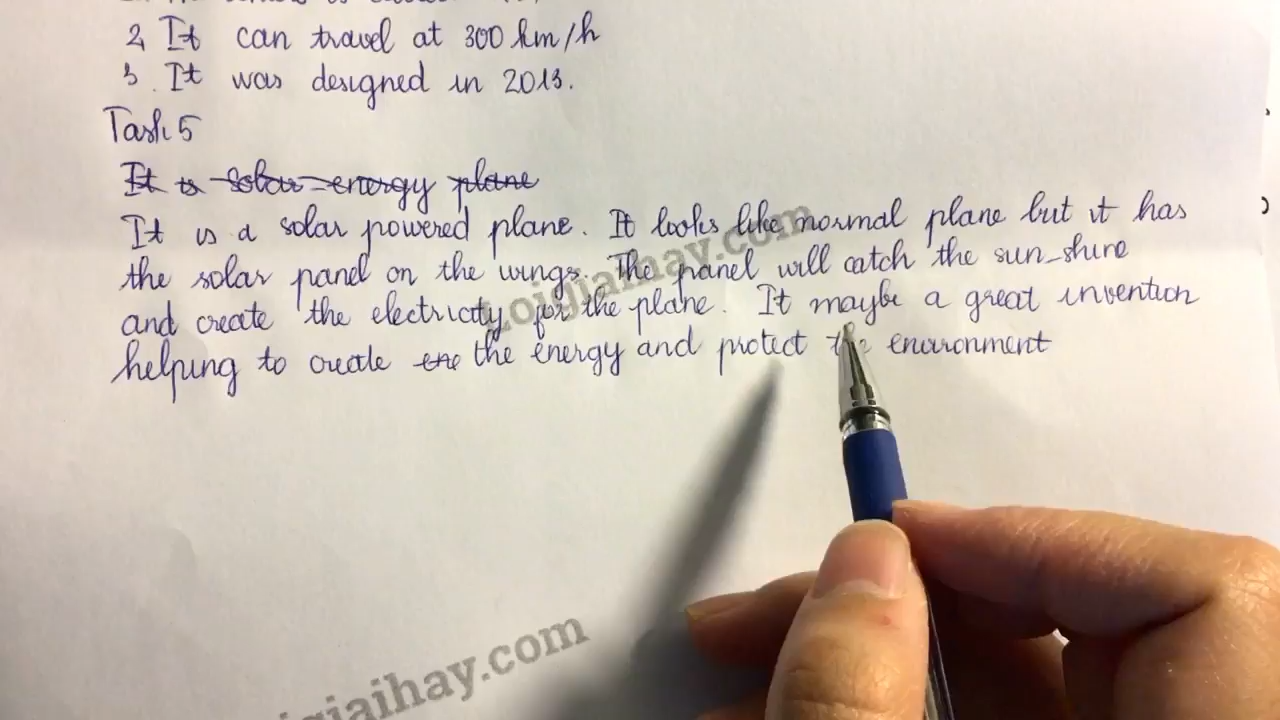 2, It can travel at 300 km/h
3. It was designed in 2013.
Task 5
It is solar-energy plane
It is a solar powered plane. It looks like normal plane but it has
the solar panel on the wings. The panel will catch the sun-shine
and create the electricity for the plane. It maybe a great invention
helping to create ene the energy and protect the environment
Loigiaihay.com
igiaihay.com